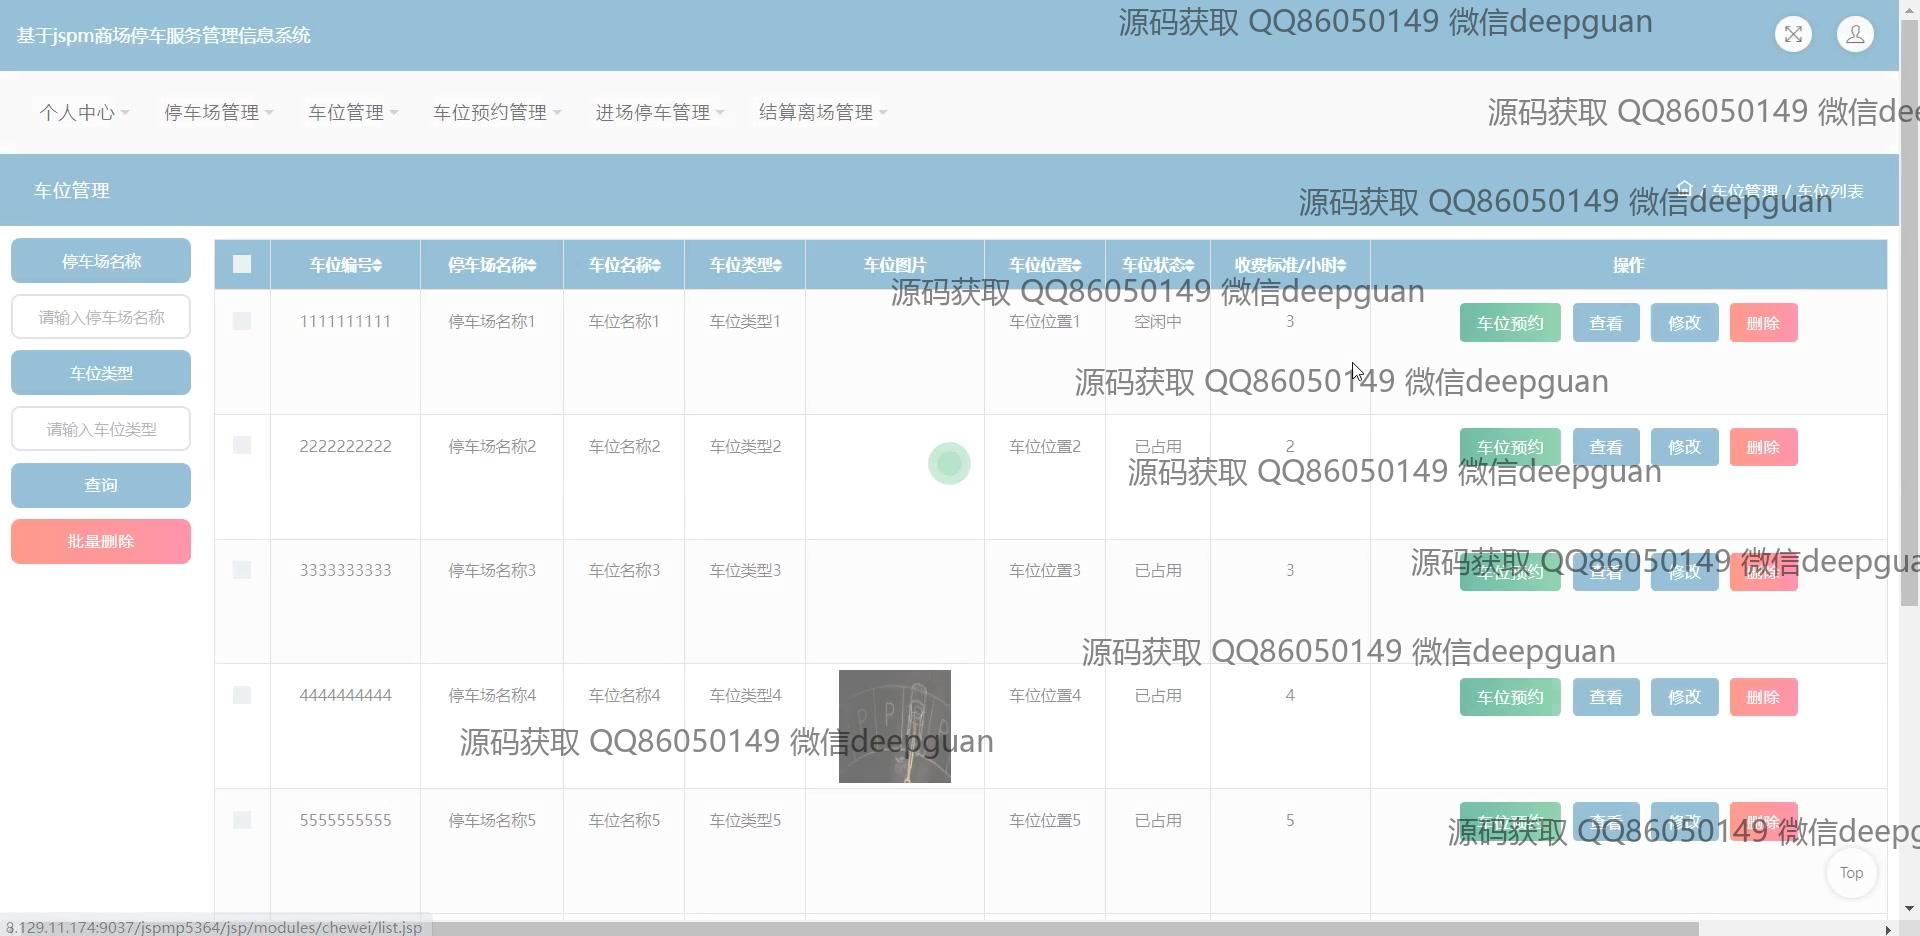 源码获取 QQ86050149 微信deepguan
基于jspm商场停车服务管理信息系统
个人中心 停车场管理 车位管理 车位预约管理 进场停车管理 结算离场管理
源码获取 QQ86050149 微信dee
车位管理
/ 车位管理 / 车位列表
源码获取 QQ86050149 微信deepguan
停车场名称
请输入停车场名称
车位类型
请输入车位类型
查询
批量删除
车位编号 停车场名称 车位名称 车位类型 车位图片 车位位置 车位状态 收费标准/小时 操作
源码获取 QQ86050149 微信deepguan
1111111111 停车场名称1 车位名称1 车位类型1 车位位置1 空闲中 3 车位预约 查看 修改 删除
源码获取 QQ86050149 微信deepguan
2222222222 停车场名称2 车位名称2 车位类型2 车位位置2 已占用 2 车位预约 查看 修改 删除
源码获取 QQ86050149 微信deepguan
3333333333 停车场名称3 车位名称3 车位类型3 车位位置3 已占用 3 车位预约 查看 修改 删除
源码获取 QQ86050149 微信deepgua
源码获取 QQ86050149 微信deepguan
4444444444 停车场名称4 车位名称4 车位类型4 车位位置4 已占用 4 车位预约 查看 修改 删除
P P P
源码获取 QQ86050149 微信deepguan
5555555555 停车场名称5 车位名称5 车位类型5 车位位置5 已占用 5 车位预约 查看 修改 删除
源码获取 QQ86050149 微信deepg
Top
8.129.11.174:9037/jspmp5364/jsp/modules/chewei/list.jsp